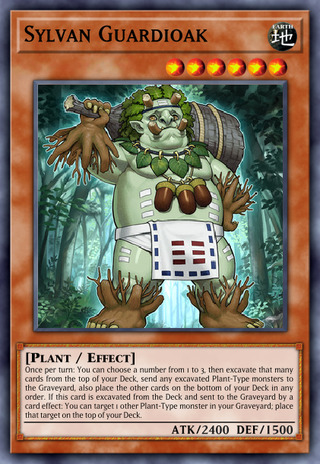 Sylvan Guardioak
EARTH
地
[Plant / Effect]
Once per turn: You can choose a number from 1 to 3, then excavate that many
cards from the top of your Deck, send any excavated Plant-Type monsters to
the Graveyard, also place the other cards on the bottom of your Deck in any
order. If this card is excavated from the Deck and sent to the Graveyard by a
card effect: You can target 1 other Plant-Type monster in your Graveyard; place
that target on the top of your Deck.
ATK/2400 DEF/1500